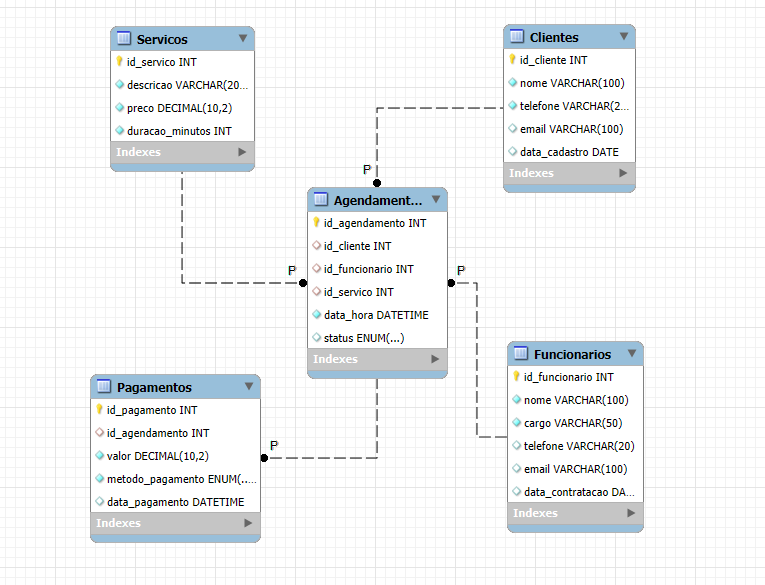 Servicos
id_servico INT
descricao VARCHAR(20...
preco DECIMAL(10,2)
duracao_minutos INT
Indexes
Clientes
id_cliente INT
nome VARCHAR(100)
telefone VARCHAR(2...
email VARCHAR(100)
data_cadastro DATE
Indexes
P
Agendament...
id_agendamento INT
id_cliente INT
id_funcionario INT
id_servico INT
data_hora DATETIME
status ENUM(...)
Indexes
P
P
Pagamentos
id_pagamento INT
id_agendamento INT
valor DECIMAL(10,2)
metodo_pagamento ENUM(...
data_pagamento DATETIME
Indexes
P
Funcionarios
id_funcionario INT
nome VARCHAR(100)
cargo VARCHAR(50)
telefone VARCHAR(20)
email VARCHAR(100)
data_contratacao DA...
Indexes